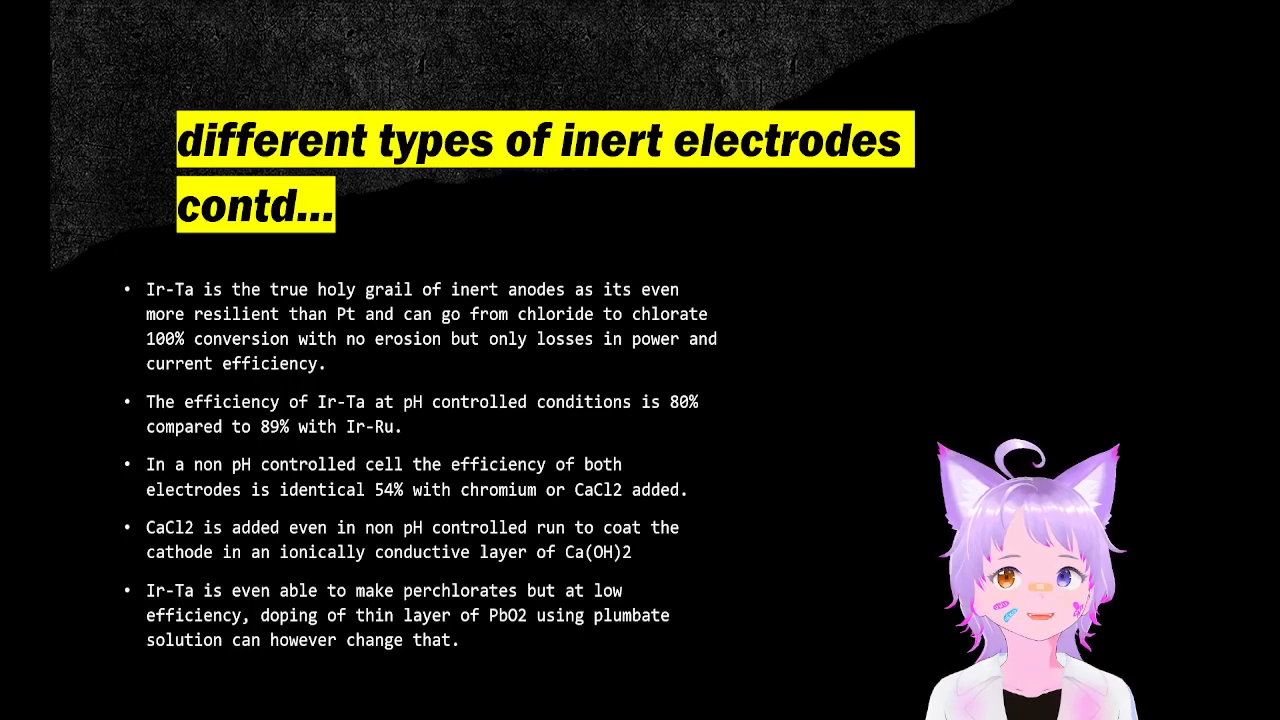 different types of inert electrodes
contd...
• Ir-Ta is the true holy grail of inert anodes as its even
more resilient than Pt and can go from chloride to chlorate
100% conversion with no erosion but only losses in power and
current efficiency.
• The efficiency of Ir-Ta at pH controlled conditions is 80%
compared to 89% with Ir-Ru.
• In a non pH controlled cell the efficiency of both
electrodes is identical 54% with chromium or CaCl2 added.
• CaCl2 is added even in non pH controlled run to coat the
cathode in an ionically conductive layer of Ca(OH)2
• Ir-Ta is even able to make perchlorates but at low
efficiency, doping of thin layer of PbO2 using plumbate
solution can however change that.